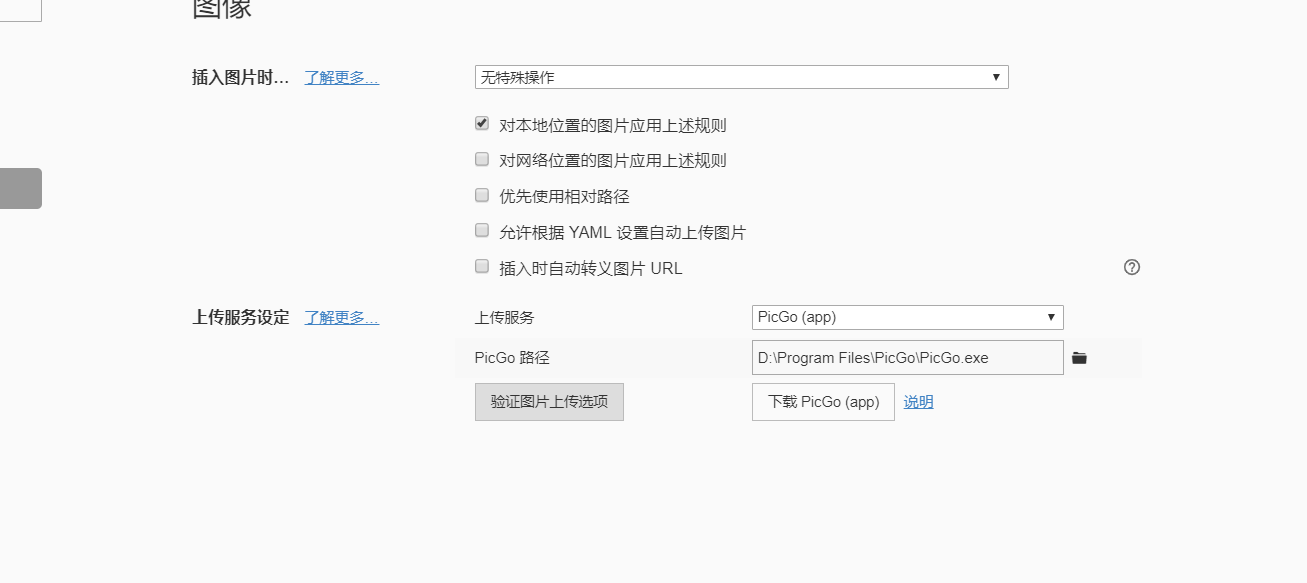 图像
插入图片时... 了解更多... 无特殊操作
对本地位置的图片应用上述规则
对网络位置的图片应用上述规则
优先使用相对路径
允许根据 YAML 设置自动上传图片
插入时自动转义图片 URL
上传服务设定 了解更多... 上传服务 PicGo (app)
PicGo 路径 D:\Program Files\PicGo\PicGo.exe
验证图片上传选项 下载 PicGo (app) 说明